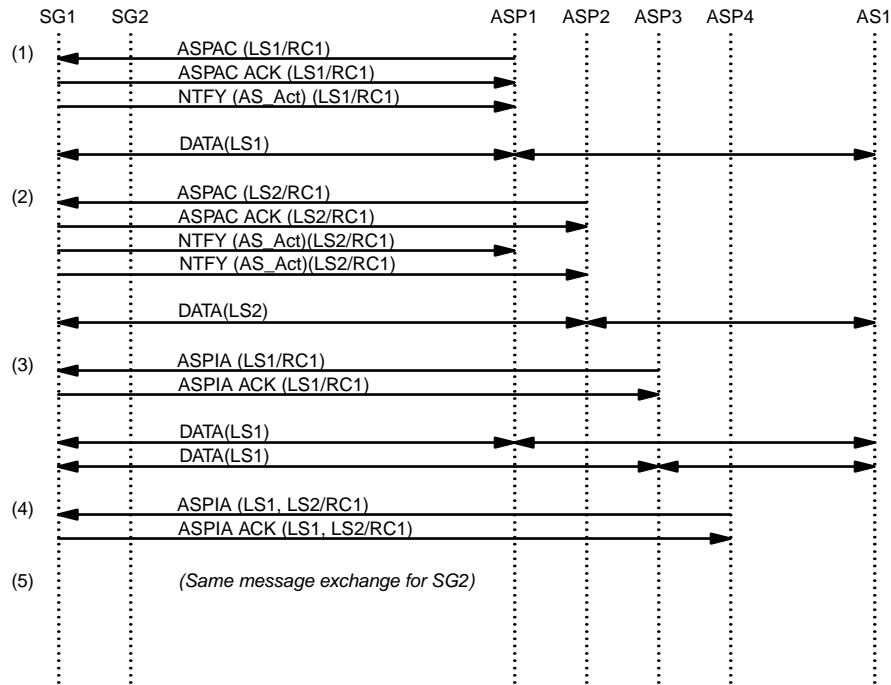 SG1 SG2 ASP1 ASP2 ASP3 ASP4 AS1
(1) ASPAC (LS1/RC1)
ASPAC ACK (LS1/RC1)
NTFY (AS_Act) (LS1/RC1)
DATA(LS1)
(2) ASPAC (LS2/RC1)
ASPAC ACK (LS2/RC1)
NTFY (AS_Act)(LS2/RC1)
NTFY (AS_Act)(LS2/RC1)
DATA(LS2)
(3) ASPIA (LS1/RC1)
ASPIA ACK (LS1/RC1)
DATA(LS1)
DATA(LS1)
(4) ASPIA (LS1, LS2/RC1)
ASPIA ACK (LS1, LS2/RC1)
(5) (Same message exchange for SG2)